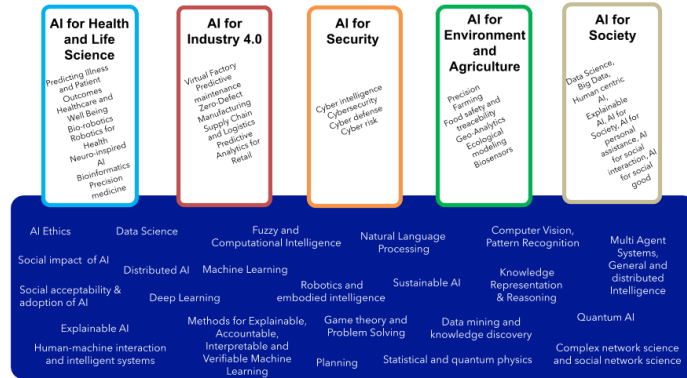 AI for Health
and Life
Science
Predicting Illness
and Patient
Outcomes
Healthcare and
Well Being
Bio-robotics
Robotics for
Health
Neuro-inspired
AI
Bioinformatics
Precision
medicine
AI for
Industry 4.0
Virtual Factory
Predictive
maintenance
Zero-Defect
Manufacturing
Supply Chain
and Logistics
Predictive
Analytics for
Retail
AI for
Security
Cyber intelligence
Cybersecurity
Cyber defense
Cyber risk
AI for
Environment
and
Agriculture
Precision
Farming
Food safety and
treacebility
Geo-Analytics
Ecological
modeling
Biosensors
AI for
Society
Data Science,
Big Data,
Human centric
AI,
Explainable
AI, AI for
Society, AI for
personal
assistance, AI
for social
interaction, AI
for social
good
AI Ethics
Data Science
Fuzzy and
Computational Intelligence
Natural Language
Processing
Computer Vision,
Pattern Recognition
Multi Agent
Systems,
General and
distributed
Intelligence
Social impact of AI
Distributed AI
Machine Learning
Robotics and
embodied intelligence
Sustainable AI
Knowledge
Representation
& Reasoning
Social acceptability &
adoption of AI
Deep Learning
Explainable AI
Methods for Explainable,
Accountable,
Interpretable and
Verifiable Machine
Learning
Game theory and
Problem Solving
Data mining and
knowledge discovery
Quantum AI
Human-machine interaction
and intelligent systems
Planning
Statistical and quantum physics
Complex network science
and social network science